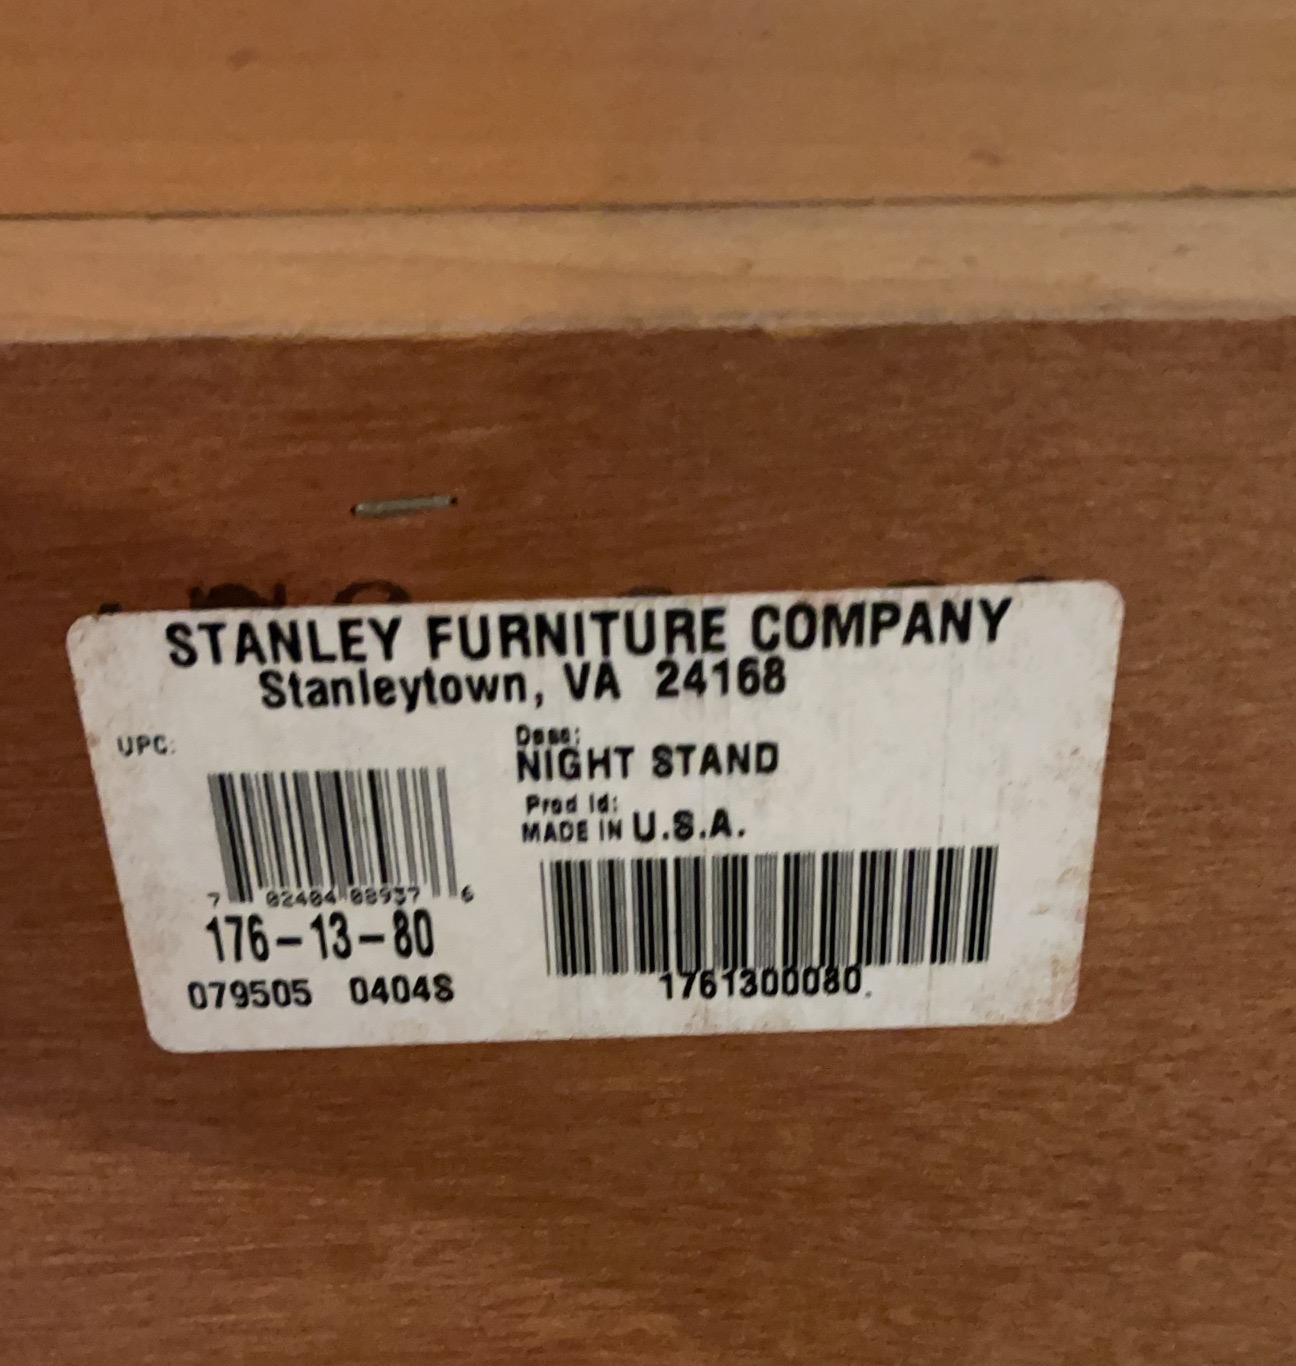 STANLEY FURNITURE COMPANY
Stanleytown, VA 24168
UPC:
Desc:
NIGHT STAND
Prod Id:
MADE IN U.S.A.
7 02404 08937 6
176-13-80
079505 0404S
1761300080.